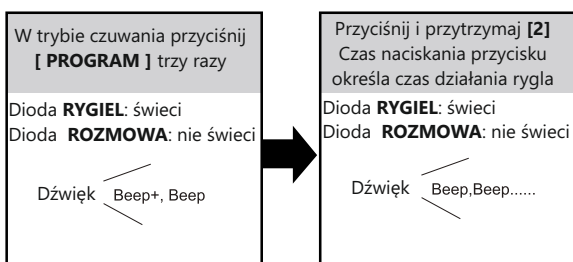 W trybie czuwania przyciśnij
[ PROGRAM ] trzy razy
Dioda RYGIEL: świeci
Dioda ROZMOWA: nie świeci
Dźwięk Beep+, Beep
Przyciśnij i przytrzymaj [2]
Czas naciskania przycisku
określa czas działania rygla
Dioda RYGIEL: świeci
Dioda ROZMOWA: nie świeci
Dźwięk Beep,Beep......